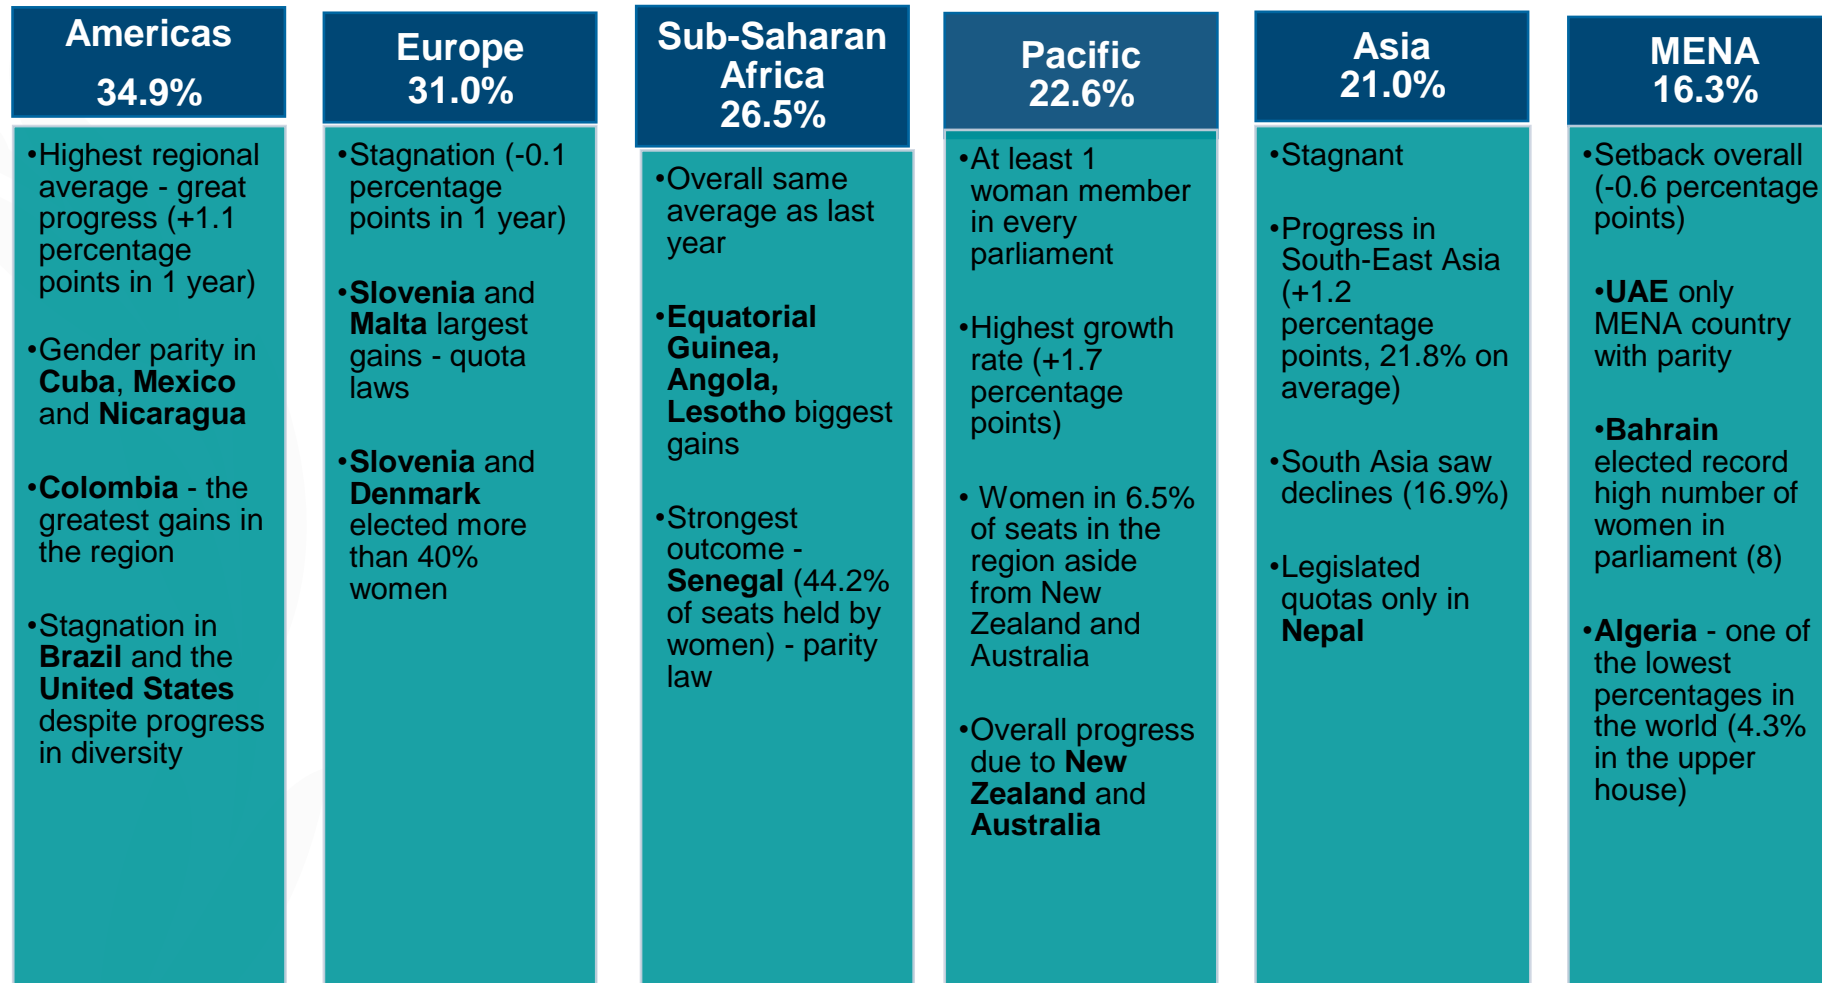 Americas
34.9%
•Highest regional
average - great
progress (+1.1
percentage
points in 1 year)
•Gender parity in
Cuba, Mexico
and Nicaragua
•Colombia - the
greatest gains in
the region
•Stagnation in
Brazil and the
United States
despite progress
in diversity
Europe
31.0%
•Stagnation (-0.1
percentage
points in 1 year)
•Slovenia and
Malta largest
gains - quota
laws
•Slovenia and
Denmark
elected more
than 40%
women
Sub-Saharan
Africa
26.5%
•Overall same
average as last
year
•Equatorial
Guinea,
Angola,
Lesotho biggest
gains
•Strongest
outcome -
Senegal (44.2%
of seats held by
women) - parity
law
Pacific
22.6%
•At least 1
woman member
in every
parliament
•Highest growth
rate (+1.7
percentage
points)
• Women in 6.5%
of seats in the
region aside
from New
Zealand and
Australia
•Overall progress
due to New
Zealand and
Australia
Asia
21.0%
•Stagnant
•Progress in
South-East Asia
(+1.2
percentage
points, 21.8% on
average)
•South Asia saw
declines (16.9%)
•Legislated
quotas only in
Nepal
MENA
16.3%
•Setback overall
(-0.6 percentage
points)
•UAE only
MENA country
with parity
•Bahrain
elected record
high number of
women in
parliament (8)
•Algeria - one of
the lowest
percentages in
the world (4.3%
in the upper
house)